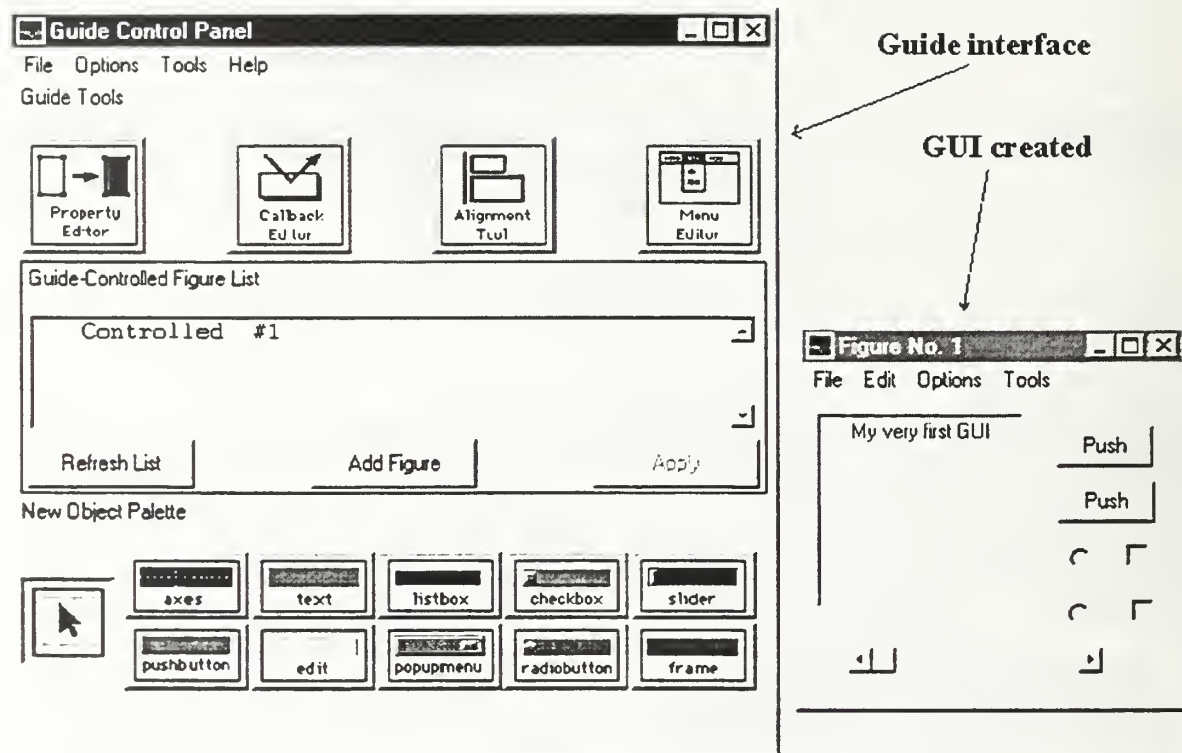 Guide Control Panel
File Options Tools Help
Guide Tools
Property Editor
Callback Editor
Alignment Tool
Menu Editor
Guide-Controlled Figure List
Controlled #1
Refresh List
Add Figure
Apply
New Object Palette
axes
text
listbox
checkbox
slider
pushbutton
edit
popupmenu
radiobutton
frame
Guide interface
GUI created
Figure No. 1
File Edit Options Tools
My very first GUI
Push
Push